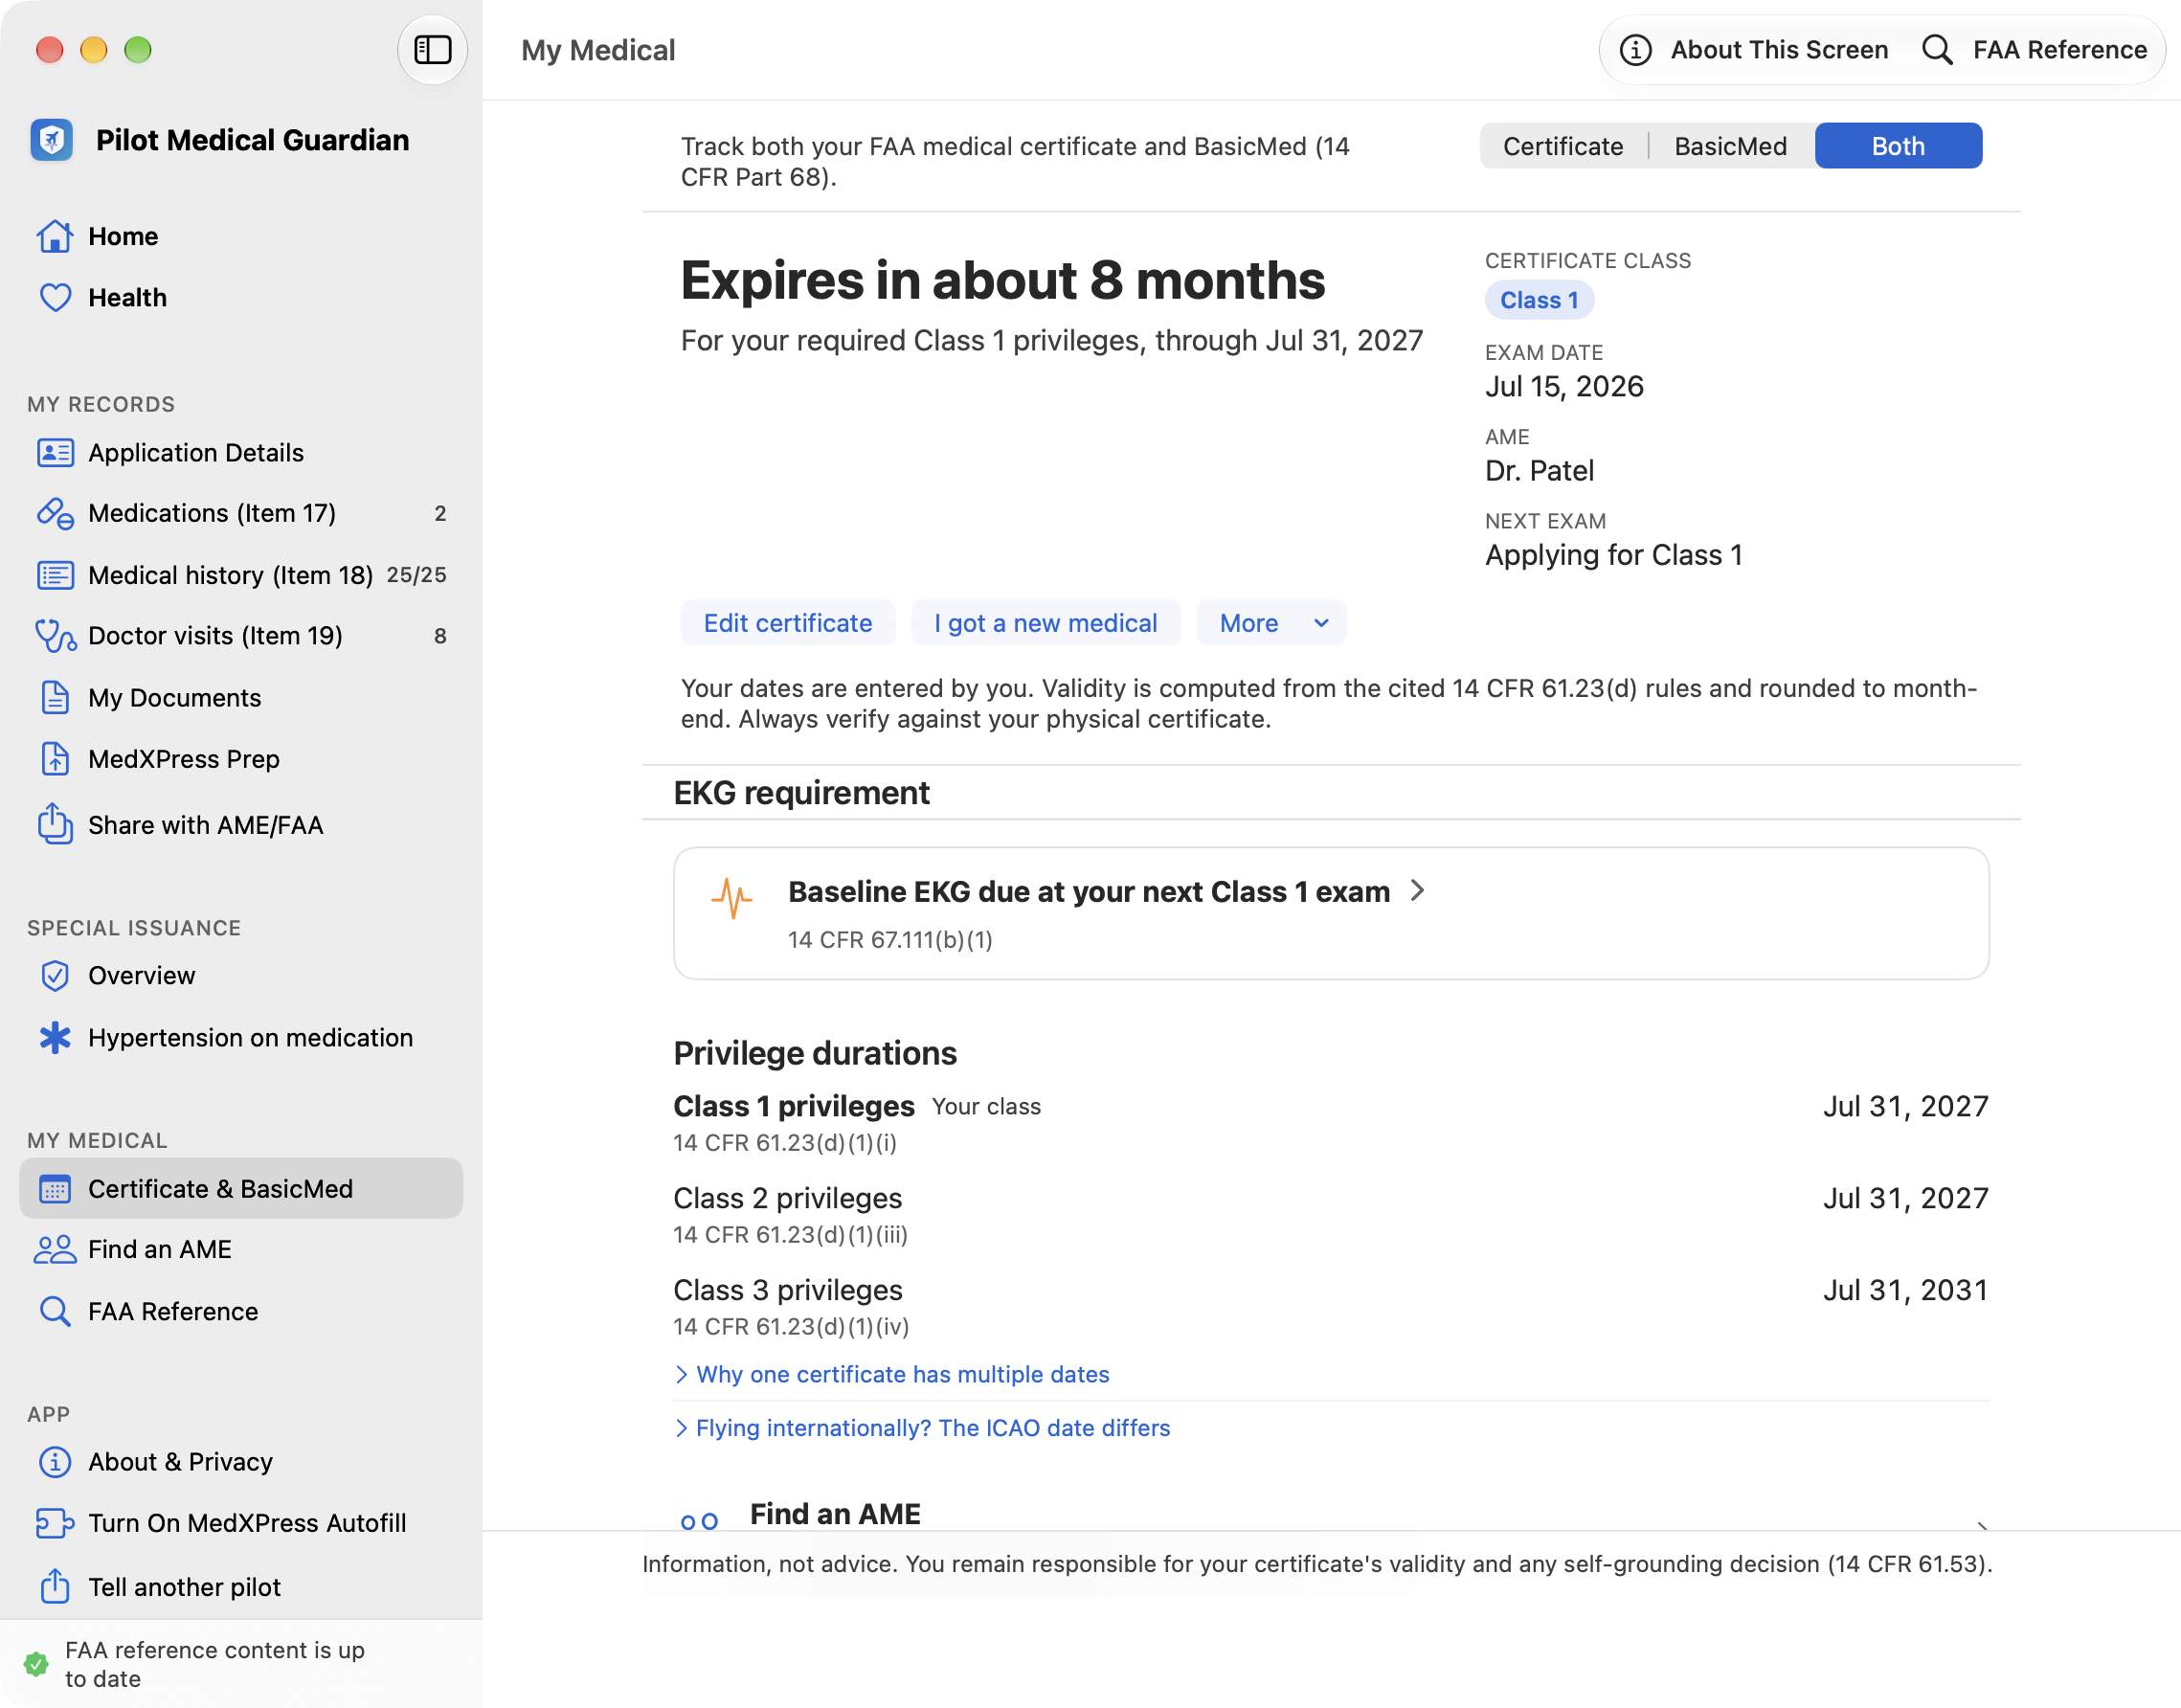 Pilot Medical Guardian
Home
Health
MY RECORDS
Application Details
Medications (Item 17) 2
Medical history (Item 18) 25/25
Doctor visits (Item 19) 8
My Documents
MedXPress Prep
Share with AME/FAA
SPECIAL ISSUANCE
Overview
Hypertension on medication
MY MEDICAL
Certificate & BasicMed
Find an AME
FAA Reference
APP
About & Privacy
Turn On MedXPress Autofill
Tell another pilot
FAA reference content is up
to date
My Medical
About This Screen
FAA Reference
Track both your FAA medical certificate and BasicMed (14
CFR Part 68).
Certificate
BasicMed
Both
Expires in about 8 months
For your required Class 1 privileges, through Jul 31, 2027
CERTIFICATE CLASS
Class 1
EXAM DATE
Jul 15, 2026
AME
Dr. Patel
NEXT EXAM
Applying for Class 1
Edit certificate
I got a new medical
More
Your dates are entered by you. Validity is computed from the cited 14 CFR 61.23(d) rules and rounded to month-
end. Always verify against your physical certificate.
EKG requirement
Baseline EKG due at your next Class 1 exam
14 CFR 67.111(b)(1)
Privilege durations
Class 1 privileges Your class Jul 31, 2027
14 CFR 61.23(d)(1)(i)
Class 2 privileges Jul 31, 2027
14 CFR 61.23(d)(1)(iii)
Class 3 privileges Jul 31, 2031
14 CFR 61.23(d)(1)(iv)
Why one certificate has multiple dates
Flying internationally? The ICAO date differs
Find an AME
Information, not advice. You remain responsible for your certificate's validity and any self-grounding decision (14 CFR 61.53).